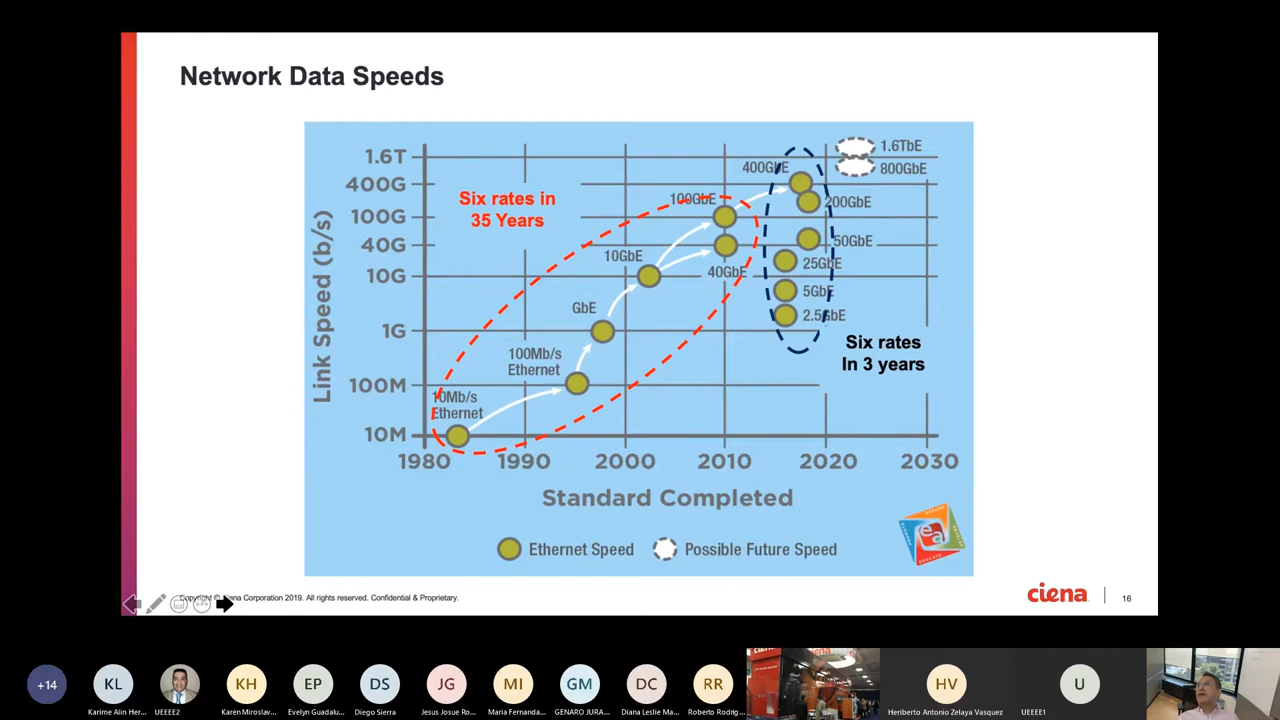 Network Data Speeds
1.6T
400G
100G
40G
10G
1G
100M
10M
Link Speed (b/s)
Six rates in
35 Years
10Mb/s
Ethernet
100Mb/s
Ethernet
GbE
10GbE
40GbE
100GbE
400GbE
200GbE
50GbE
25GbE
5GbE
2.5GbE
1.6TbE
800GbE
Six rates
In 3 years
1980 1990 2000 2010 2020 2030
Standard Completed
Ethernet Speed
Possible Future Speed
ea
Copyright © Ciena Corporation 2019. All rights reserved. Confidential & Proprietary.
ciena
16
+14
KL
KH
EP
DS
JG
MI
GM
DC
RR
HV
U
Karime Alin Her...
UEEEE2
Karen Miroslav...
Evelyn Guadalu...
Diego Sierra
Jesus Josue Ro...
Maria Fernanda...
GENARO JURA...
Diana Leslie Ma...
Roberto Rodrig...
Heriberto Antonio Zelaya Vasquez
UEEEE1